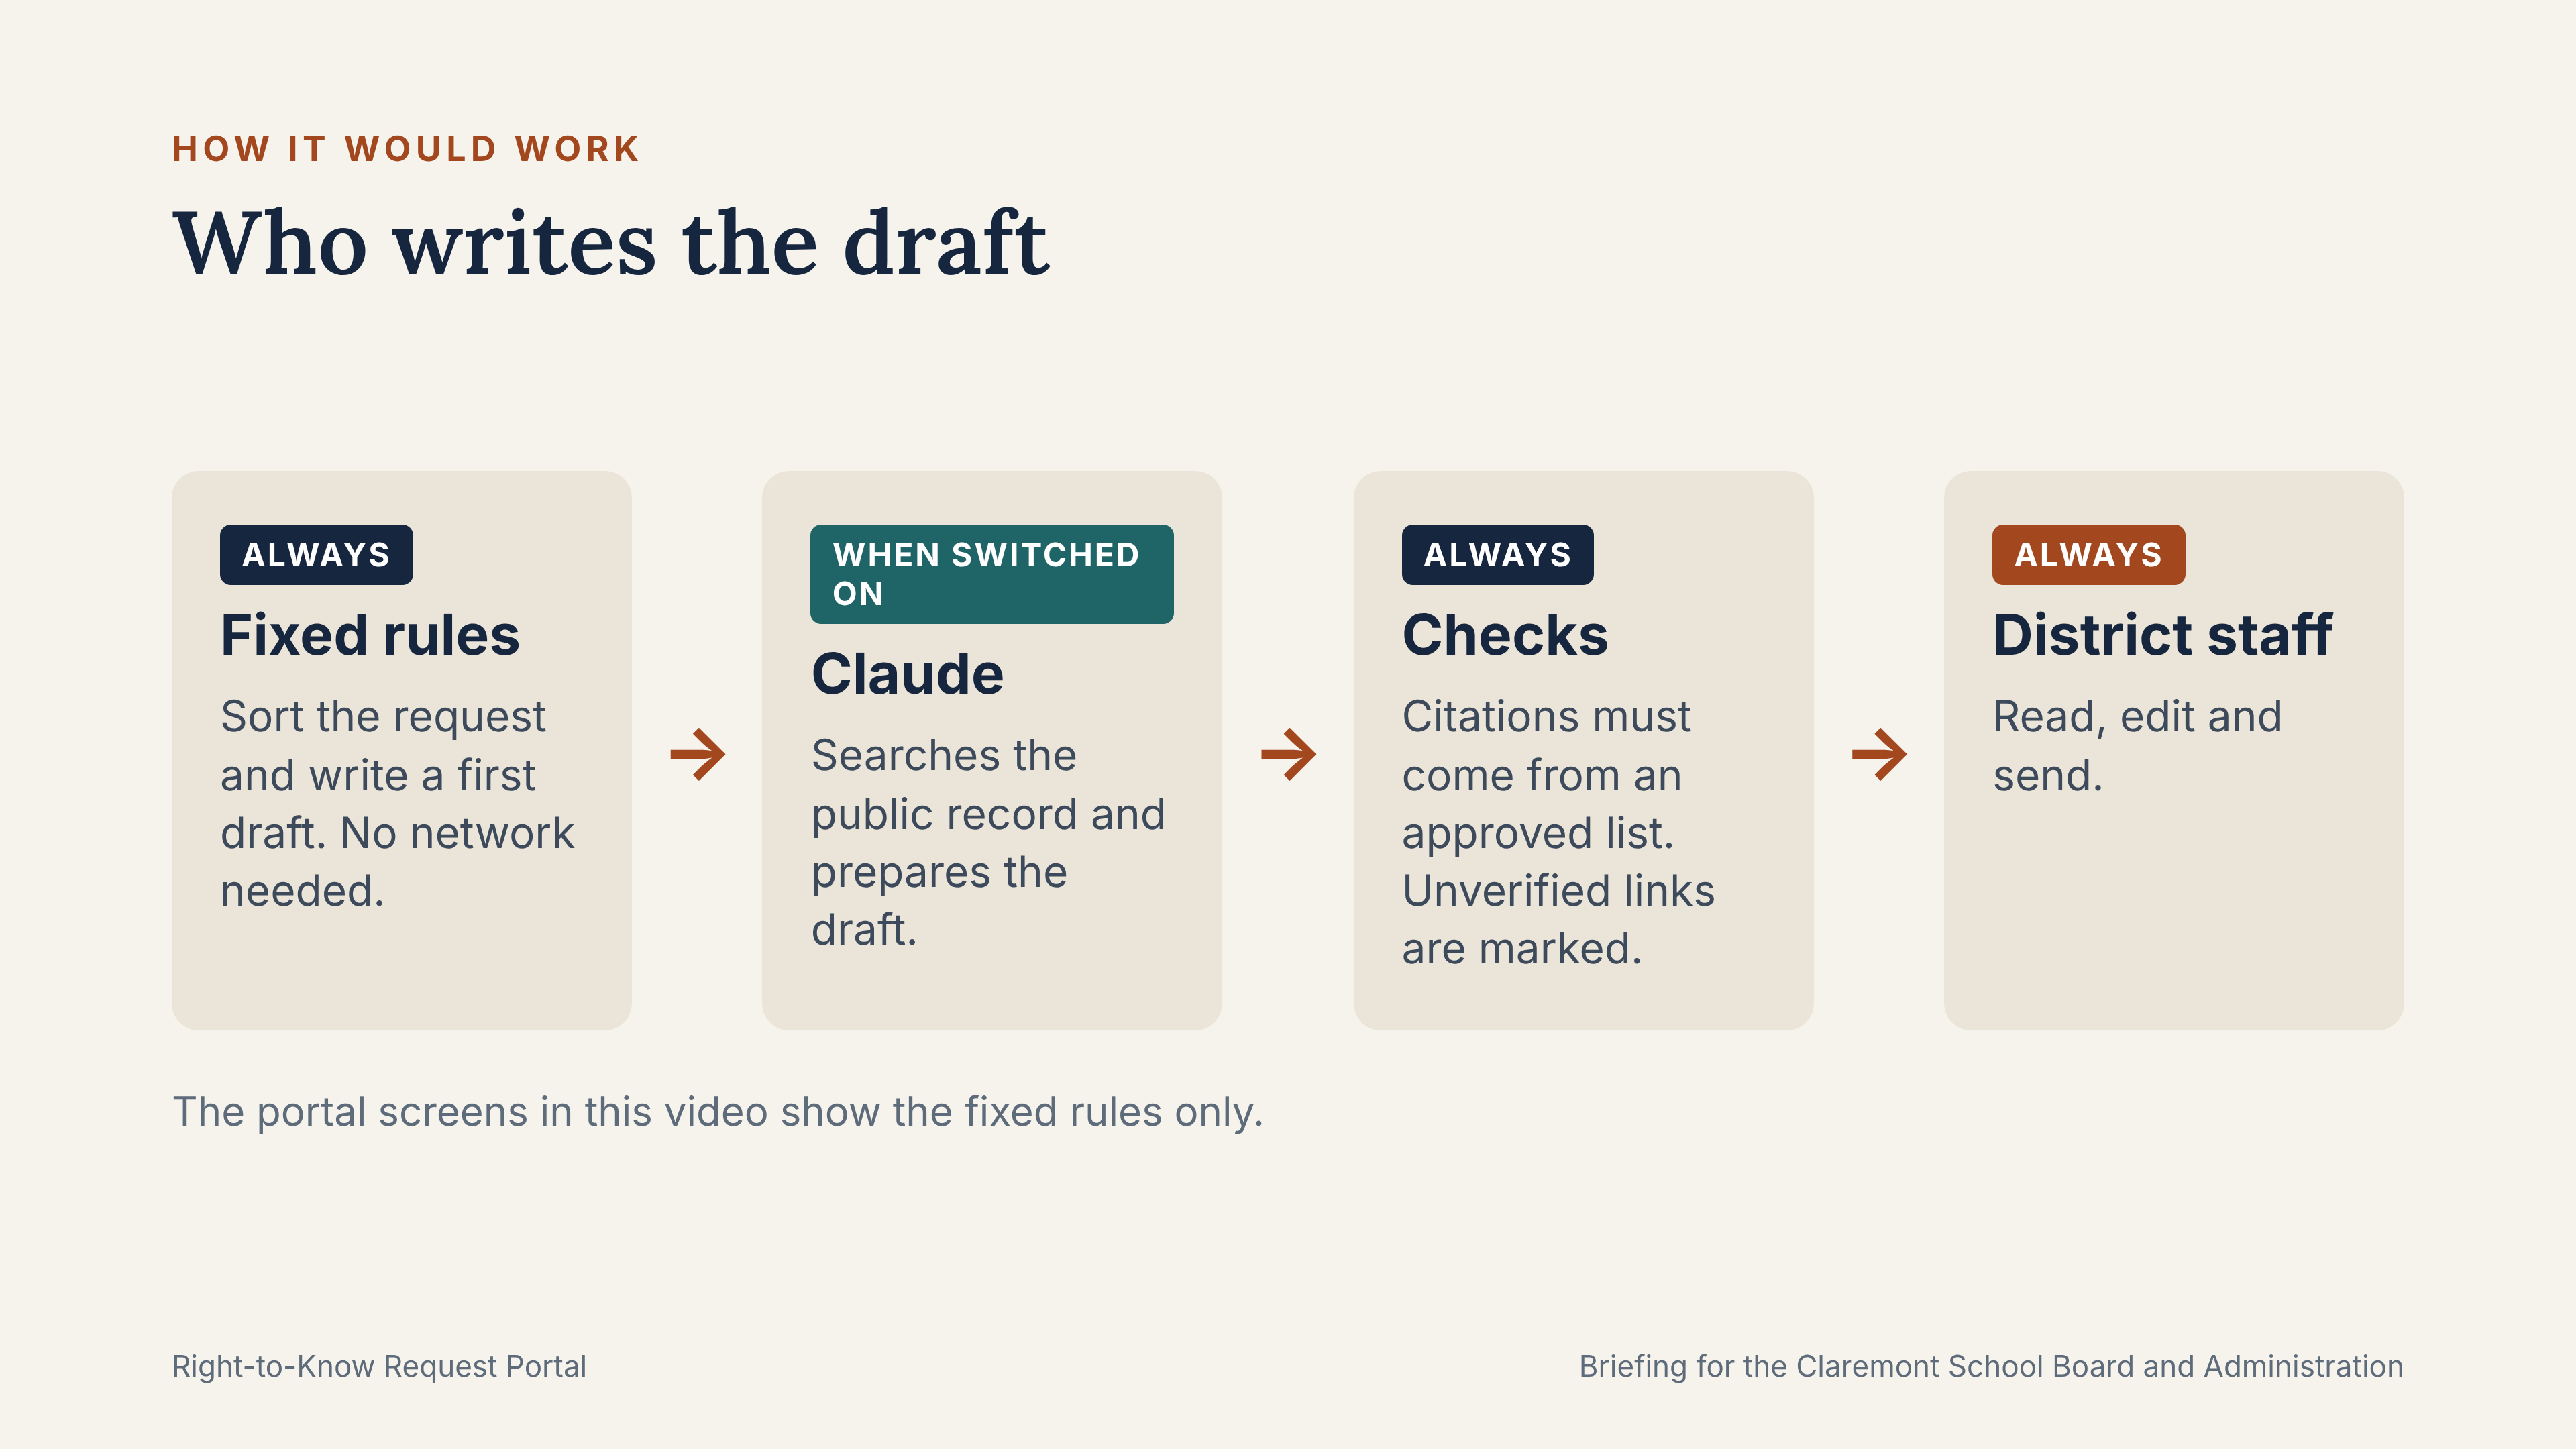 HOW IT WOULD WORK
Who writes the draft
ALWAYS
Fixed rules
Sort the request
and write a first
draft. No network
needed.
WHEN SWITCHED
ON
Claude
Searches the
public record and
prepares the
draft.
ALWAYS
Checks
Citations must
come from an
approved list.
Unverified links
are marked.
ALWAYS
District staff
Read, edit and
send.
The portal screens in this video show the fixed rules only.
Right-to-Know Request Portal
Briefing for the Claremont School Board and Administration